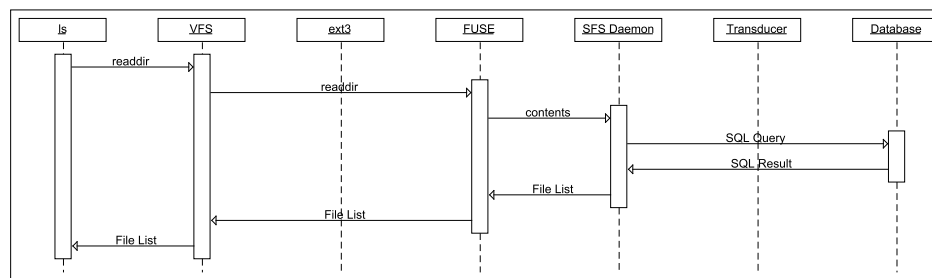 ls VFS ext3 FUSE SFS Daemon Transducer Database
readdir
readdir
contents
SQL Query
SQL Result
File List
File List
File List